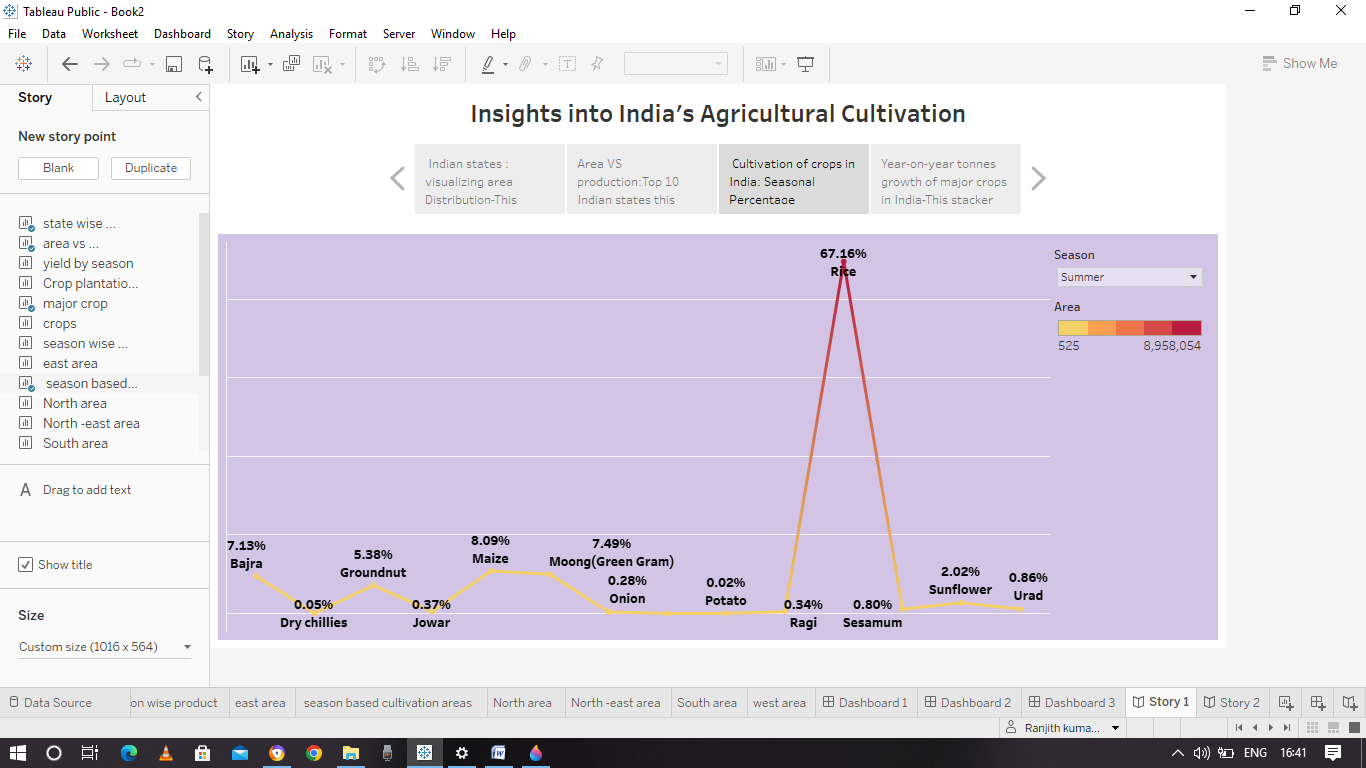 Tableau Public - Book2
File Data Worksheet Dashboard Story Analysis Format Server Window Help
Show Me
Story Layout
New story point
Blank Duplicate
state wise ...
area vs ...
yield by season
Crop plantatio...
major crop
crops
season wise ...
east area
season based...
North area
North -east area
South area
A Drag to add text
Show title
Size
Custom size (1016 x 564)
Insights into India's Agricultural Cultivation
Indian states :
visualizing area
Distribution-This
Area VS
production:Top 10
Indian states this
Cultivation of crops in
India: Seasonal
Percentage
Year-on-year tonnes
growth of major crops
in India-This stacker
67.16%
Rice
7.13%
Bajra
0.05%
Dry chillies
5.38%
Groundnut
0.37%
Jowar
8.09%
Maize
7.49%
Moong(Green Gram)
0.28%
Onion
0.02%
Potato
0.34%
Ragi
0.80%
Sesamum
2.02%
Sunflower
0.86%
Urad
Season
Summer
Area
525 8,958,054
Data Source on wise product east area season based cultivation areas North area North -east area South area west area Dashboard 1 Dashboard 2 Dashboard 3 Story 1 Story 2
Ranjith kuma...
ENG 16:41